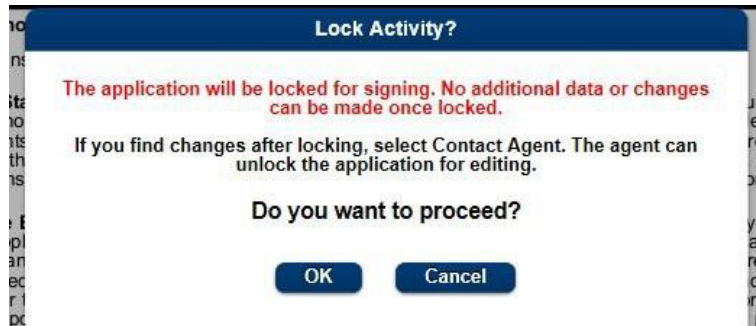 Lock Activity?
The application will be locked for signing. No additional data or changes
can be made once locked.
If you find changes after locking, select Contact Agent. The agent can
unlock the application for editing.
Do you want to proceed?
OK
Cancel